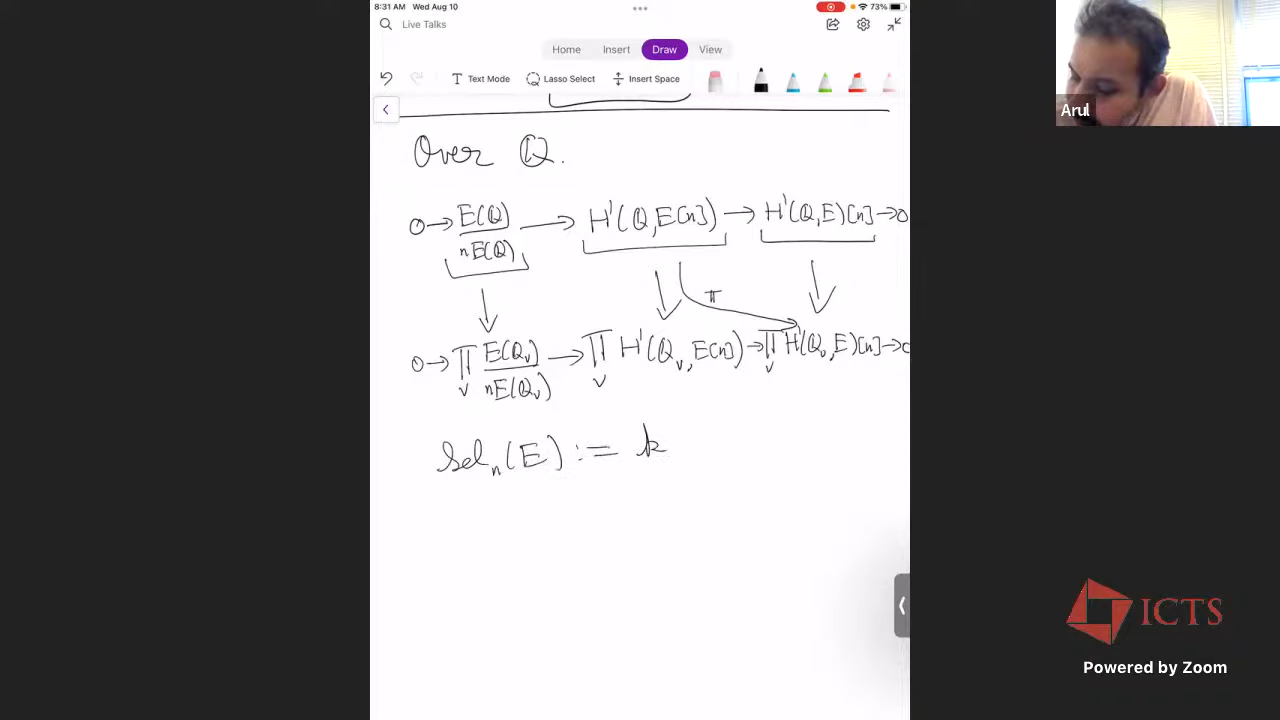 8:31 AM Wed Aug 10
73%
Live Talks
Home Insert Draw View
Text Mode Lasso Select Insert Space
Arul
Over ℚ.
0 → E(ℚ)/nE(ℚ) → H¹(ℚ, E[n]) → H¹(ℚ, E)[n] → 0
π
0 → ∏_v E(ℚ_v)/nE(ℚ_v) → ∏_v H¹(ℚ_v, E[n]) → ∏_v H¹(ℚ_v, E)[n] → 0
Sel_n(E) := k
ICTS
Powered by Zoom